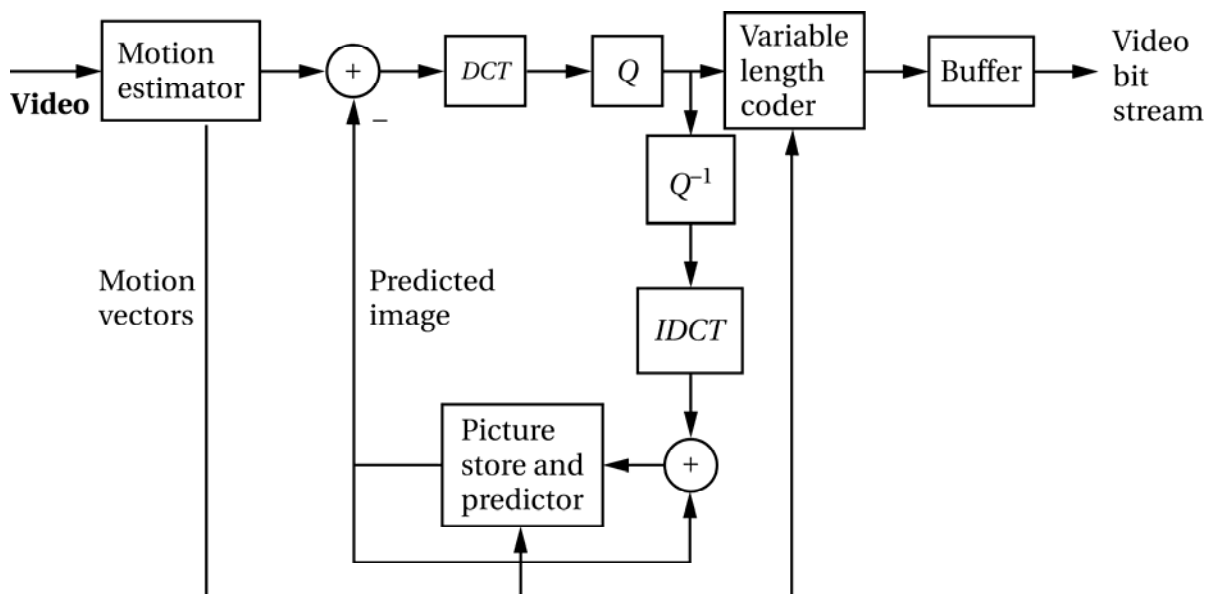 Video
Motion
estimator
+
−
DCT
Q
Variable
length
coder
Buffer
Video
bit
stream
Q⁻¹
Motion
vectors
Predicted
image
IDCT
Picture
store and
predictor
+